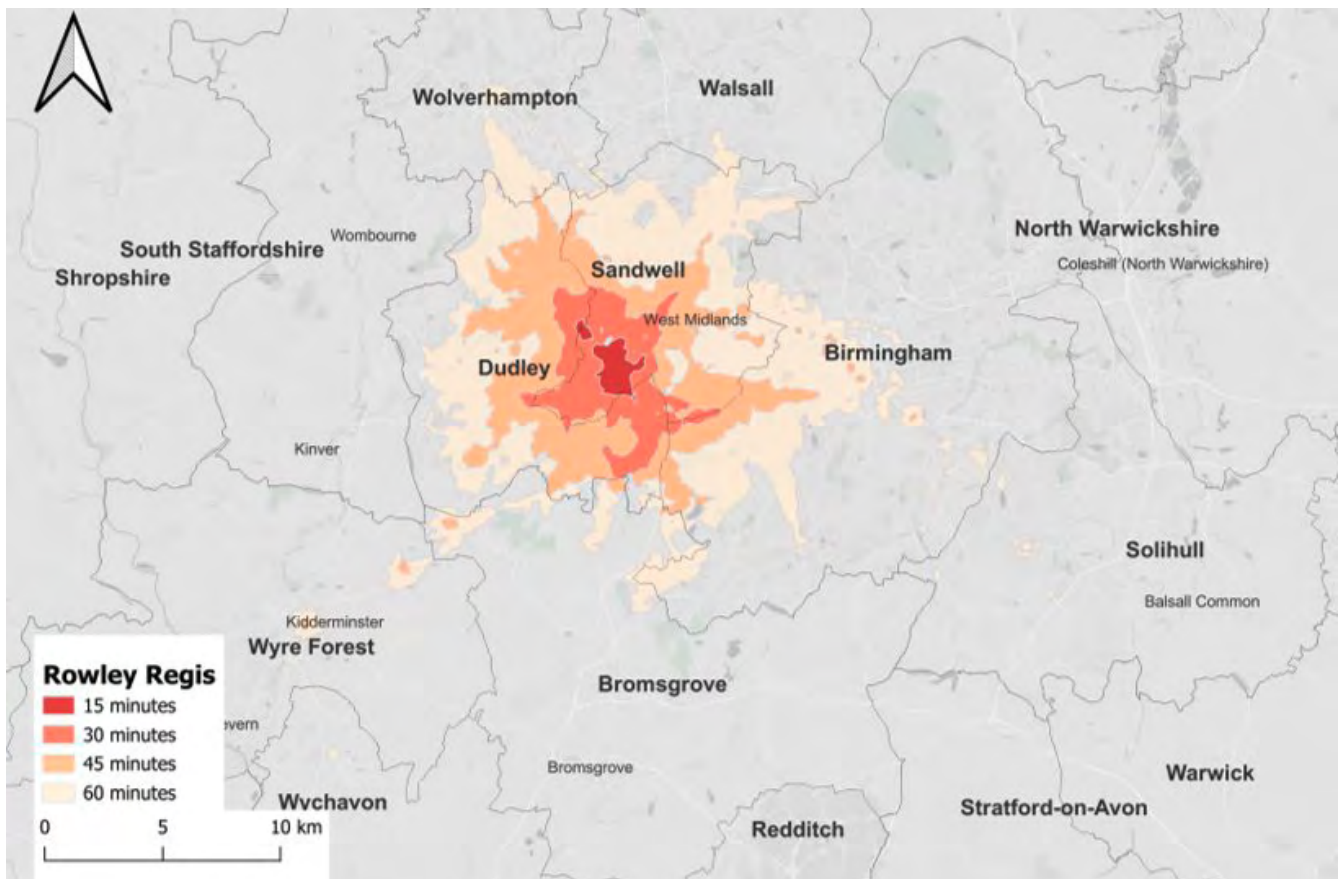 Walsall
Wolverhampton
North Warwickshire
South Staffordshire
Wombourne
Shropshire
Sandwell
Coleshill (North Warwickshire)
West Midlands
Birmingham
Dudley
Kinver
Solihull
Balsall Common
Kidderminster
Wyre Forest
Bromsgrove
evern
Bromsgrove
Warwick
Wychavon
Stratford-on-Avon
Redditch
Rowley Regis
15 minutes
30 minutes
45 minutes
60 minutes
0 5 10 km